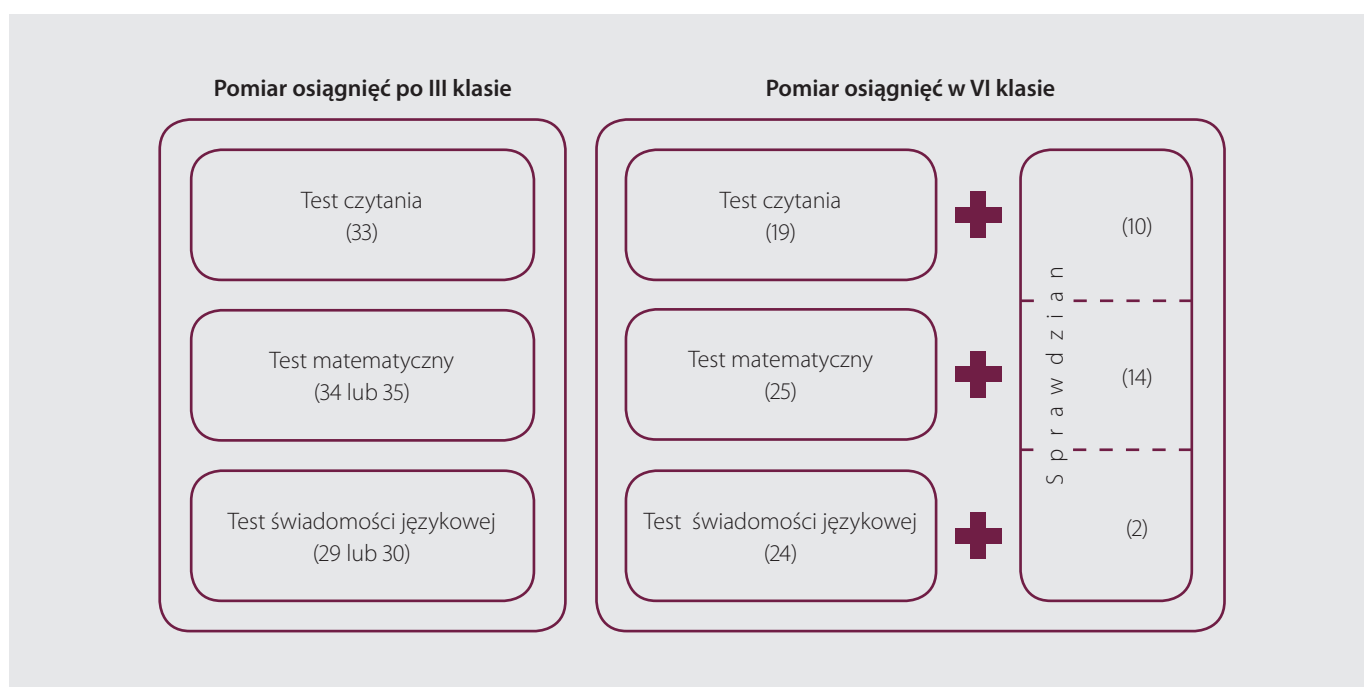 Pomiar osiągnięć po III klasie
Test czytania
(33)
Test matematyczny
(34 lub 35)
Test świadomości językowej
(29 lub 30)
Pomiar osiągnięć w VI klasie
Test czytania
(19)
Test matematyczny
(25)
Test świadomości językowej
(24)
Sprawdzian
(10)
(14)
(2)